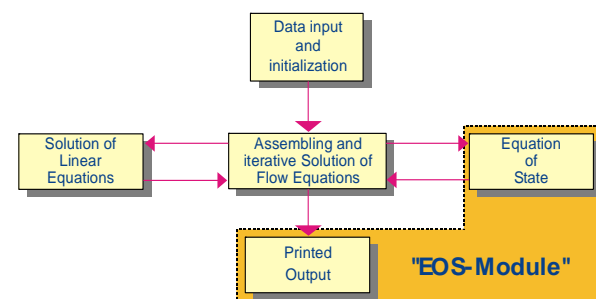 Data input
and
initialization
Solution of
Linear
Equations
Assembling and
iterative Solution of
Flow Equations
Equation
of
State
Printed
Output
"EOS-Module"